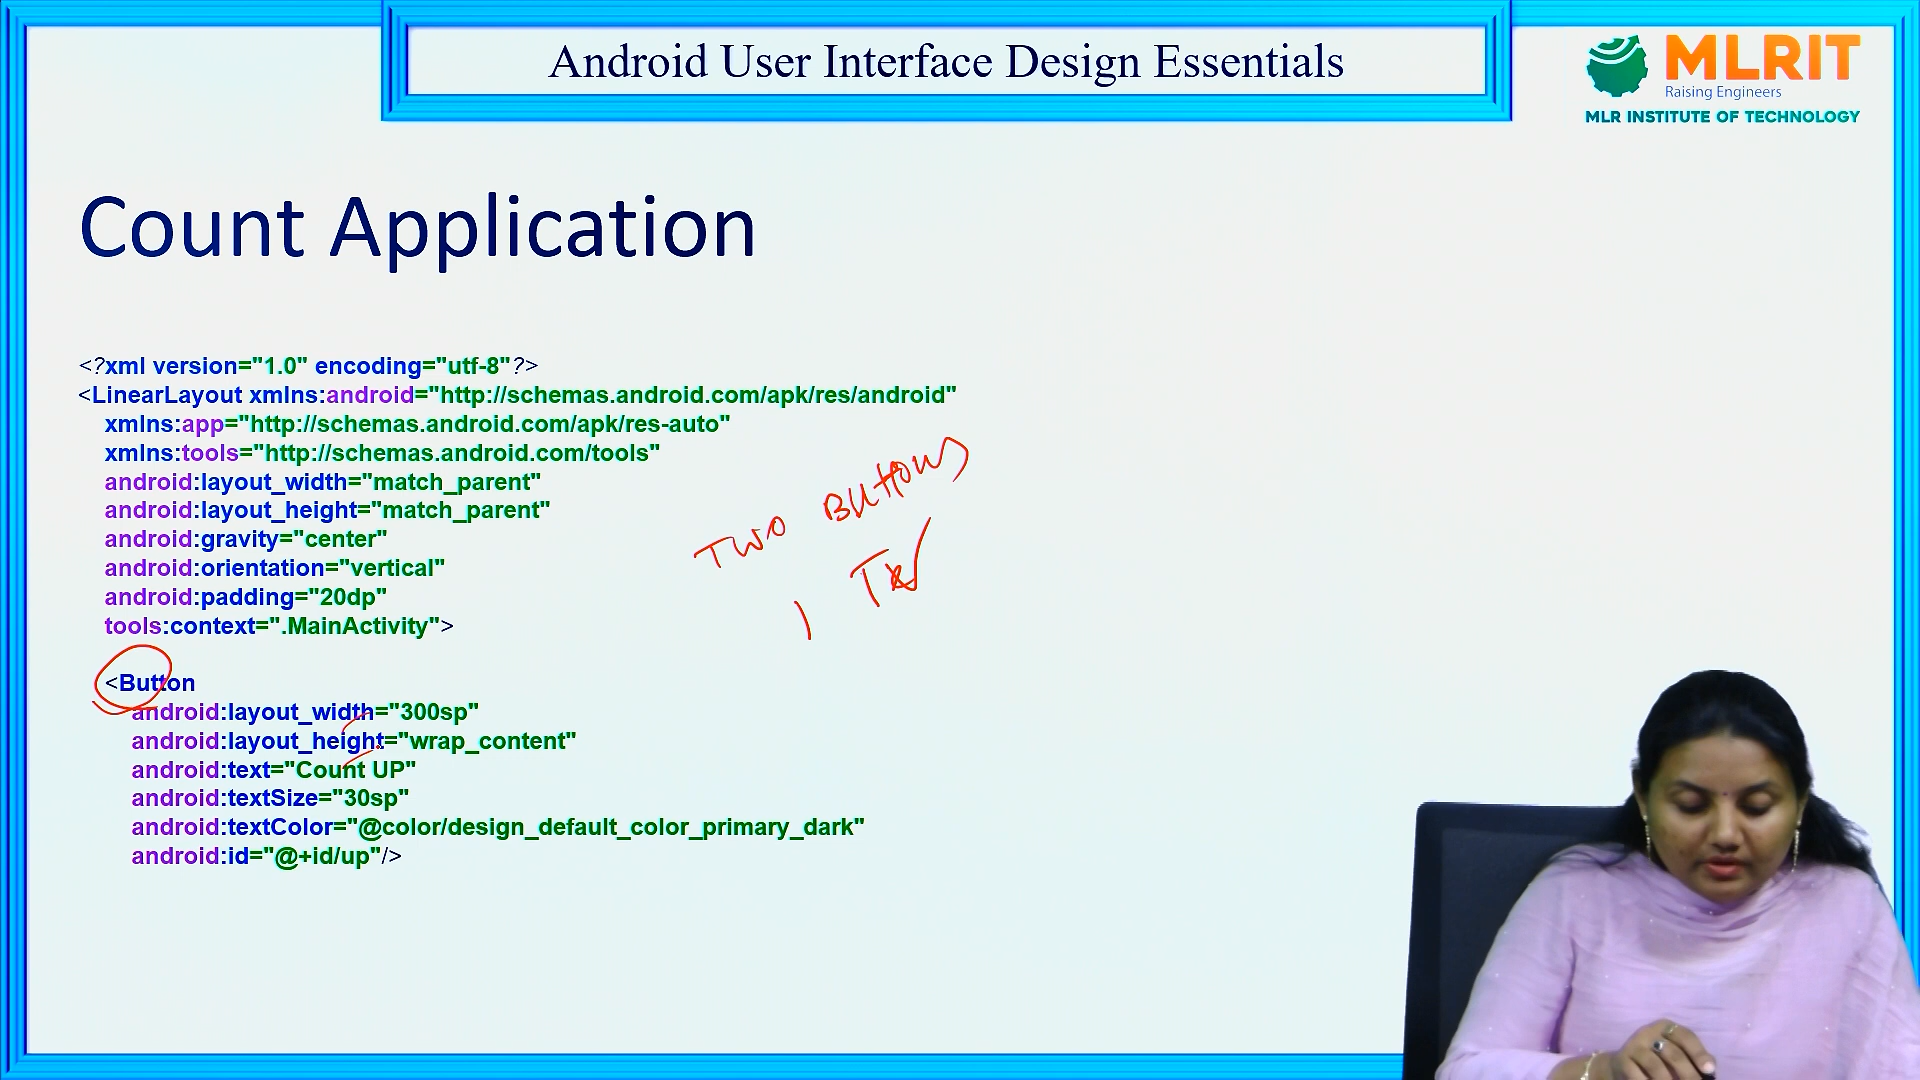 Android User Interface Design Essentials
MLRIT
Raising Engineers
MLR INSTITUTE OF TECHNOLOGY
Count Application
<?xml version="1.0" encoding="utf-8"?>
<LinearLayout xmlns:android="http://schemas.android.com/apk/res/android"
xmlns:app="http://schemas.android.com/apk/res-auto"
xmlns:tools="http://schemas.android.com/tools"
android:layout_width="match_parent"
android:layout_height="match_parent"
android:gravity="center"
android:orientation="vertical"
android:padding="20dp"
tools:context=".MainActivity">
Two Buttons
1
<Button
android:layout_width="300sp"
android:layout_height="wrap_content"
android:text="Count UP"
android:textSize="30sp"
android:textColor="@color/design_default_color_primary_dark"
android:id="@+id/up"/>